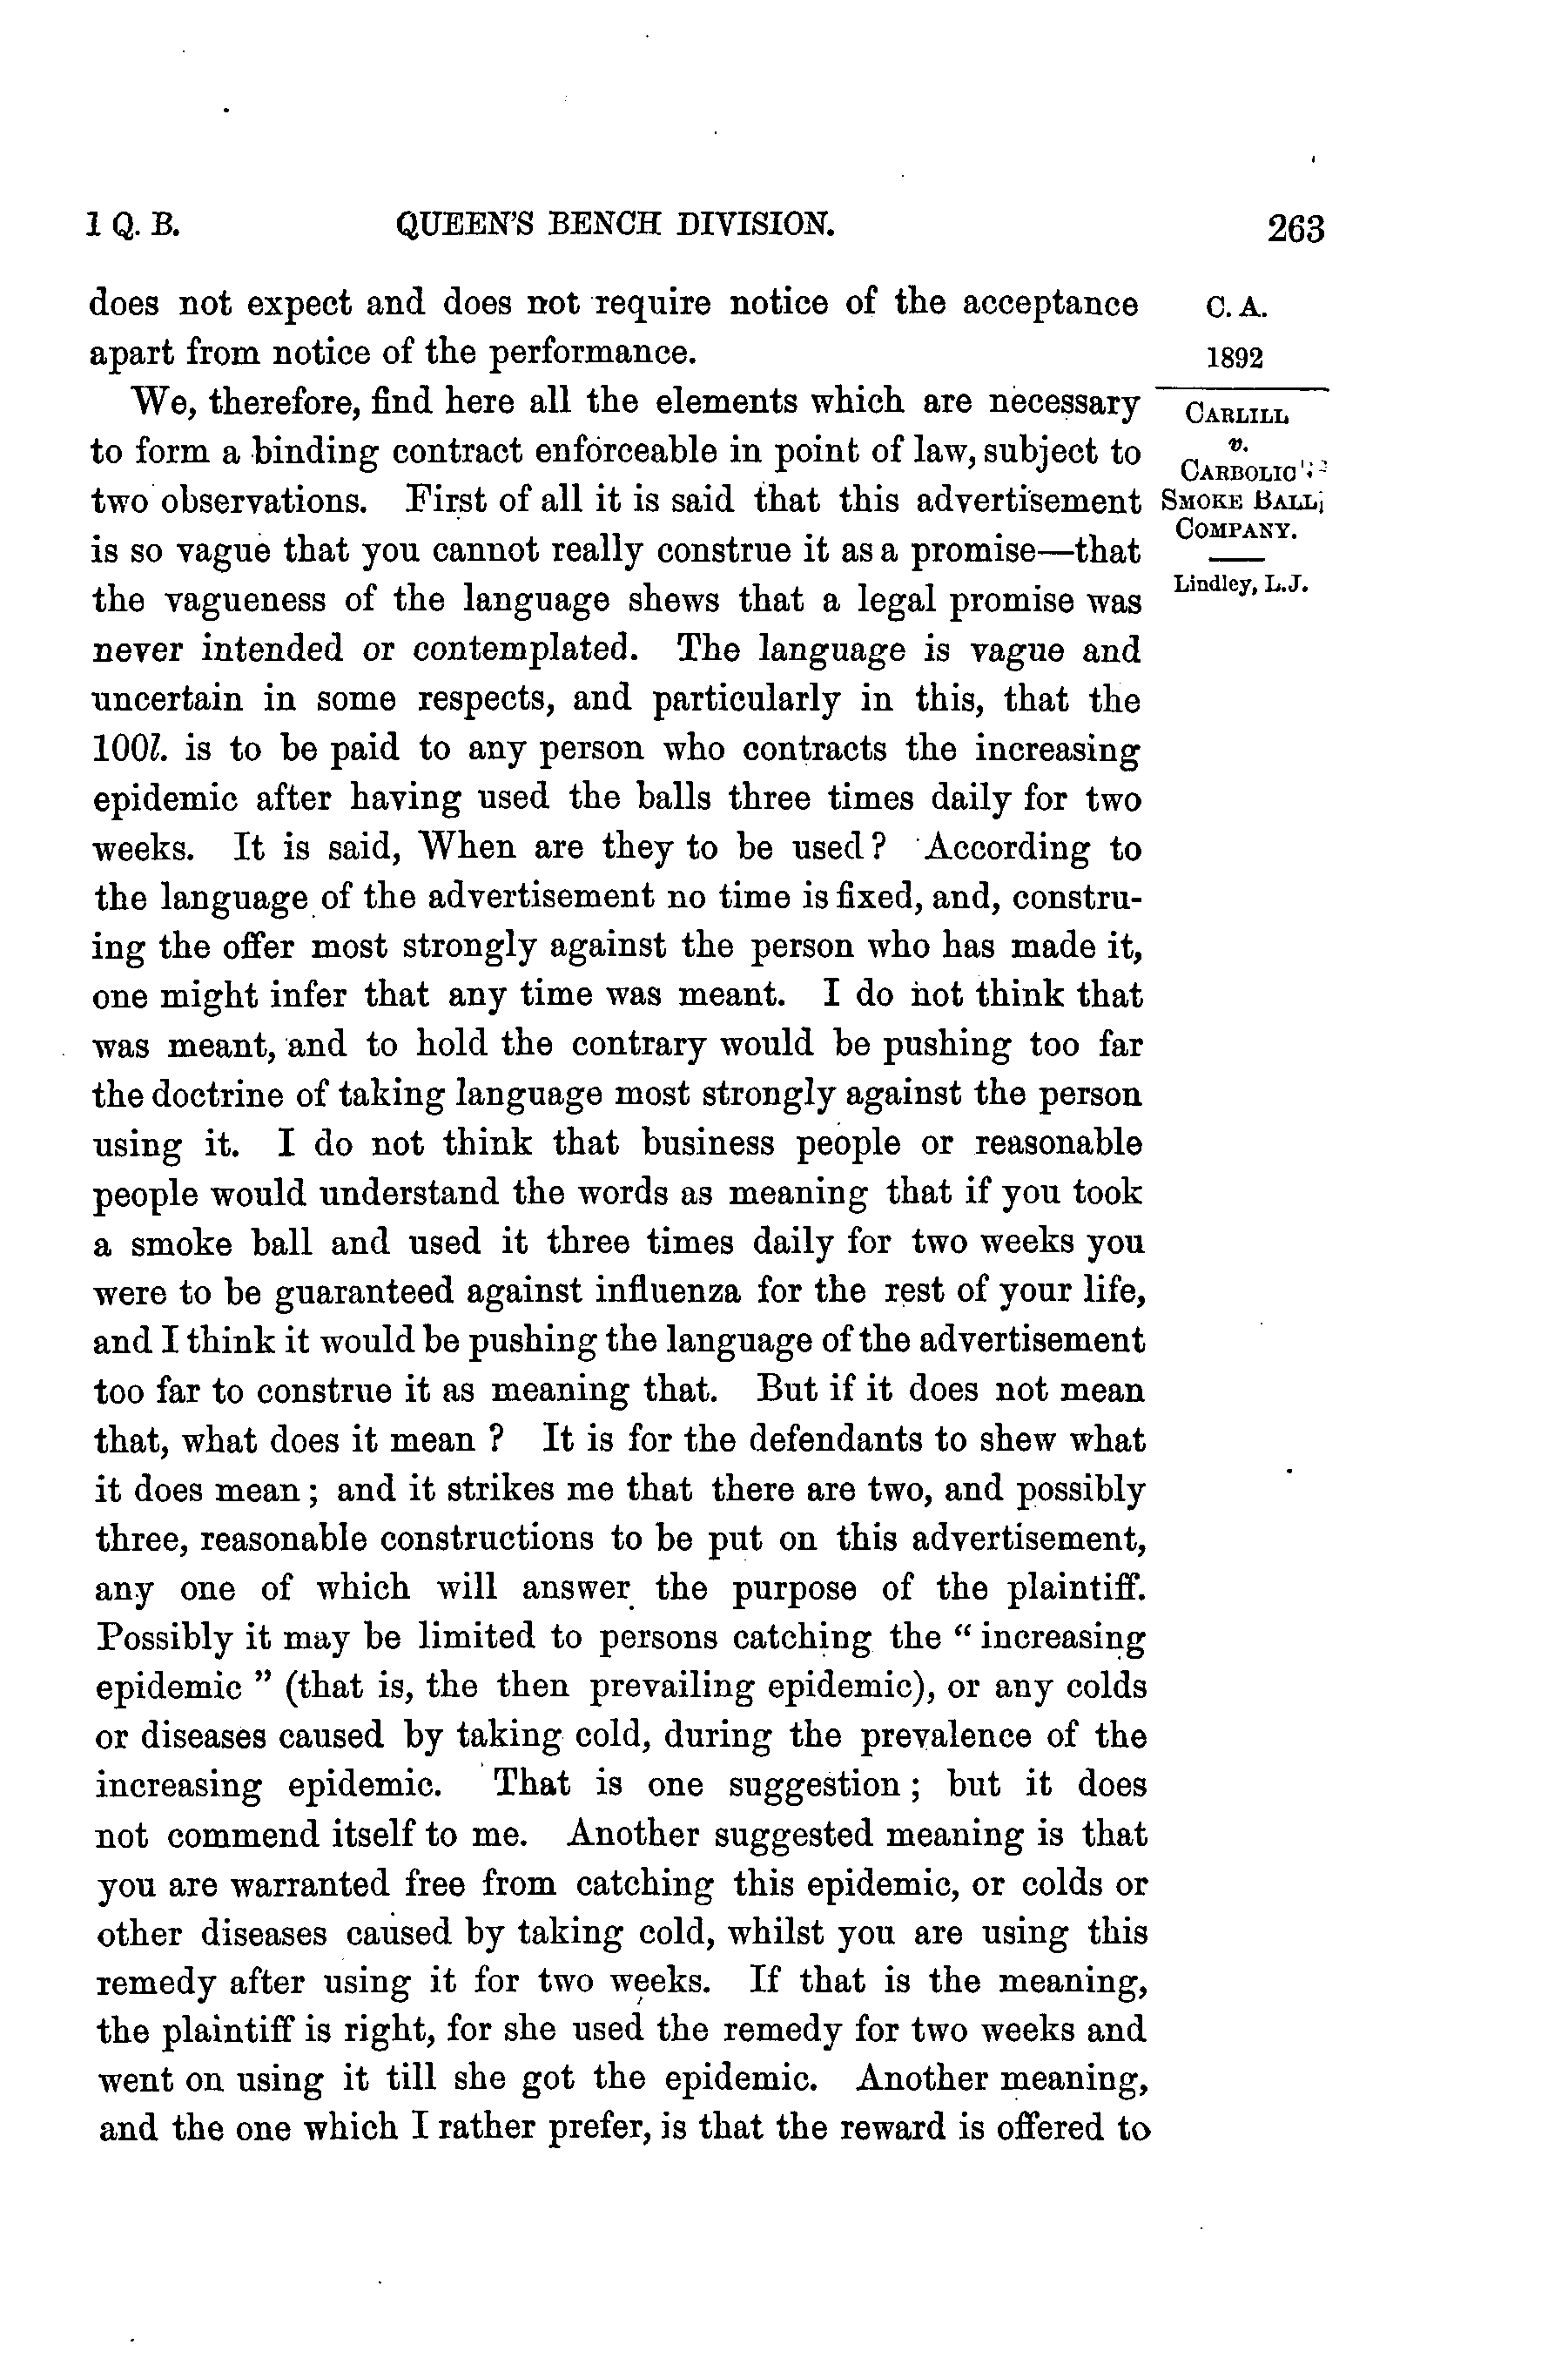 1 Q. B. QUEEN'S BENCH DIVISION. 263
does not expect and does not require notice of the acceptance
apart from notice of the performance.
We, therefore, find here all the elements which are necessary
to form a binding contract enforceable in point of law, subject to
two observations. First of all it is said that this advertisement
is so vague that you cannot really construe it as a promise—that
the vagueness of the language shews that a legal promise was
never intended or contemplated. The language is vague and
uncertain in some respects, and particularly in this, that the
100l. is to be paid to any person who contracts the increasing
epidemic after having used the balls three times daily for two
weeks. It is said, When are they to be used? According to
the language of the advertisement no time is fixed, and, constru-
ing the offer most strongly against the person who has made it,
one might infer that any time was meant. I do not think that
was meant, and to hold the contrary would be pushing too far
the doctrine of taking language most strongly against the person
using it. I do not think that business people or reasonable
people would understand the words as meaning that if you took
a smoke ball and used it three times daily for two weeks you
were to be guaranteed against influenza for the rest of your life,
and I think it would be pushing the language of the advertisement
too far to construe it as meaning that. But if it does not mean
that, what does it mean ? It is for the defendants to shew what
it does mean; and it strikes me that there are two, and possibly
three, reasonable constructions to be put on this advertisement,
any one of which will answer the purpose of the plaintiff.
Possibly it may be limited to persons catching the "increasing
epidemic" (that is, the then prevailing epidemic), or any colds
or diseases caused by taking cold, during the prevalence of the
increasing epidemic. That is one suggestion; but it does
not commend itself to me. Another suggested meaning is that
you are warranted free from catching this epidemic, or colds or
other diseases caused by taking cold, whilst you are using this
remedy after using it for two weeks. If that is the meaning,
the plaintiff is right, for she used the remedy for two weeks and
went on using it till she got the epidemic. Another meaning,
and the one which I rather prefer, is that the reward is offered to
C. A.
1892
CARLILL
v.
CARBOLIC
SMOKE BALL
COMPANY.
Lindley, L.J.